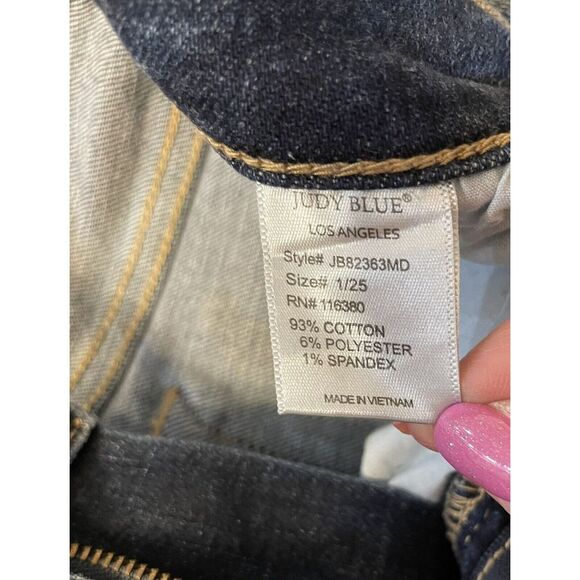 JUDY BLUE®
LOS ANGELES
Style# JB82363MD
Size# 1/25
RN# 116380
93% COTTON
6% POLYESTER
1% SPANDEX
MADE IN VIETNAM